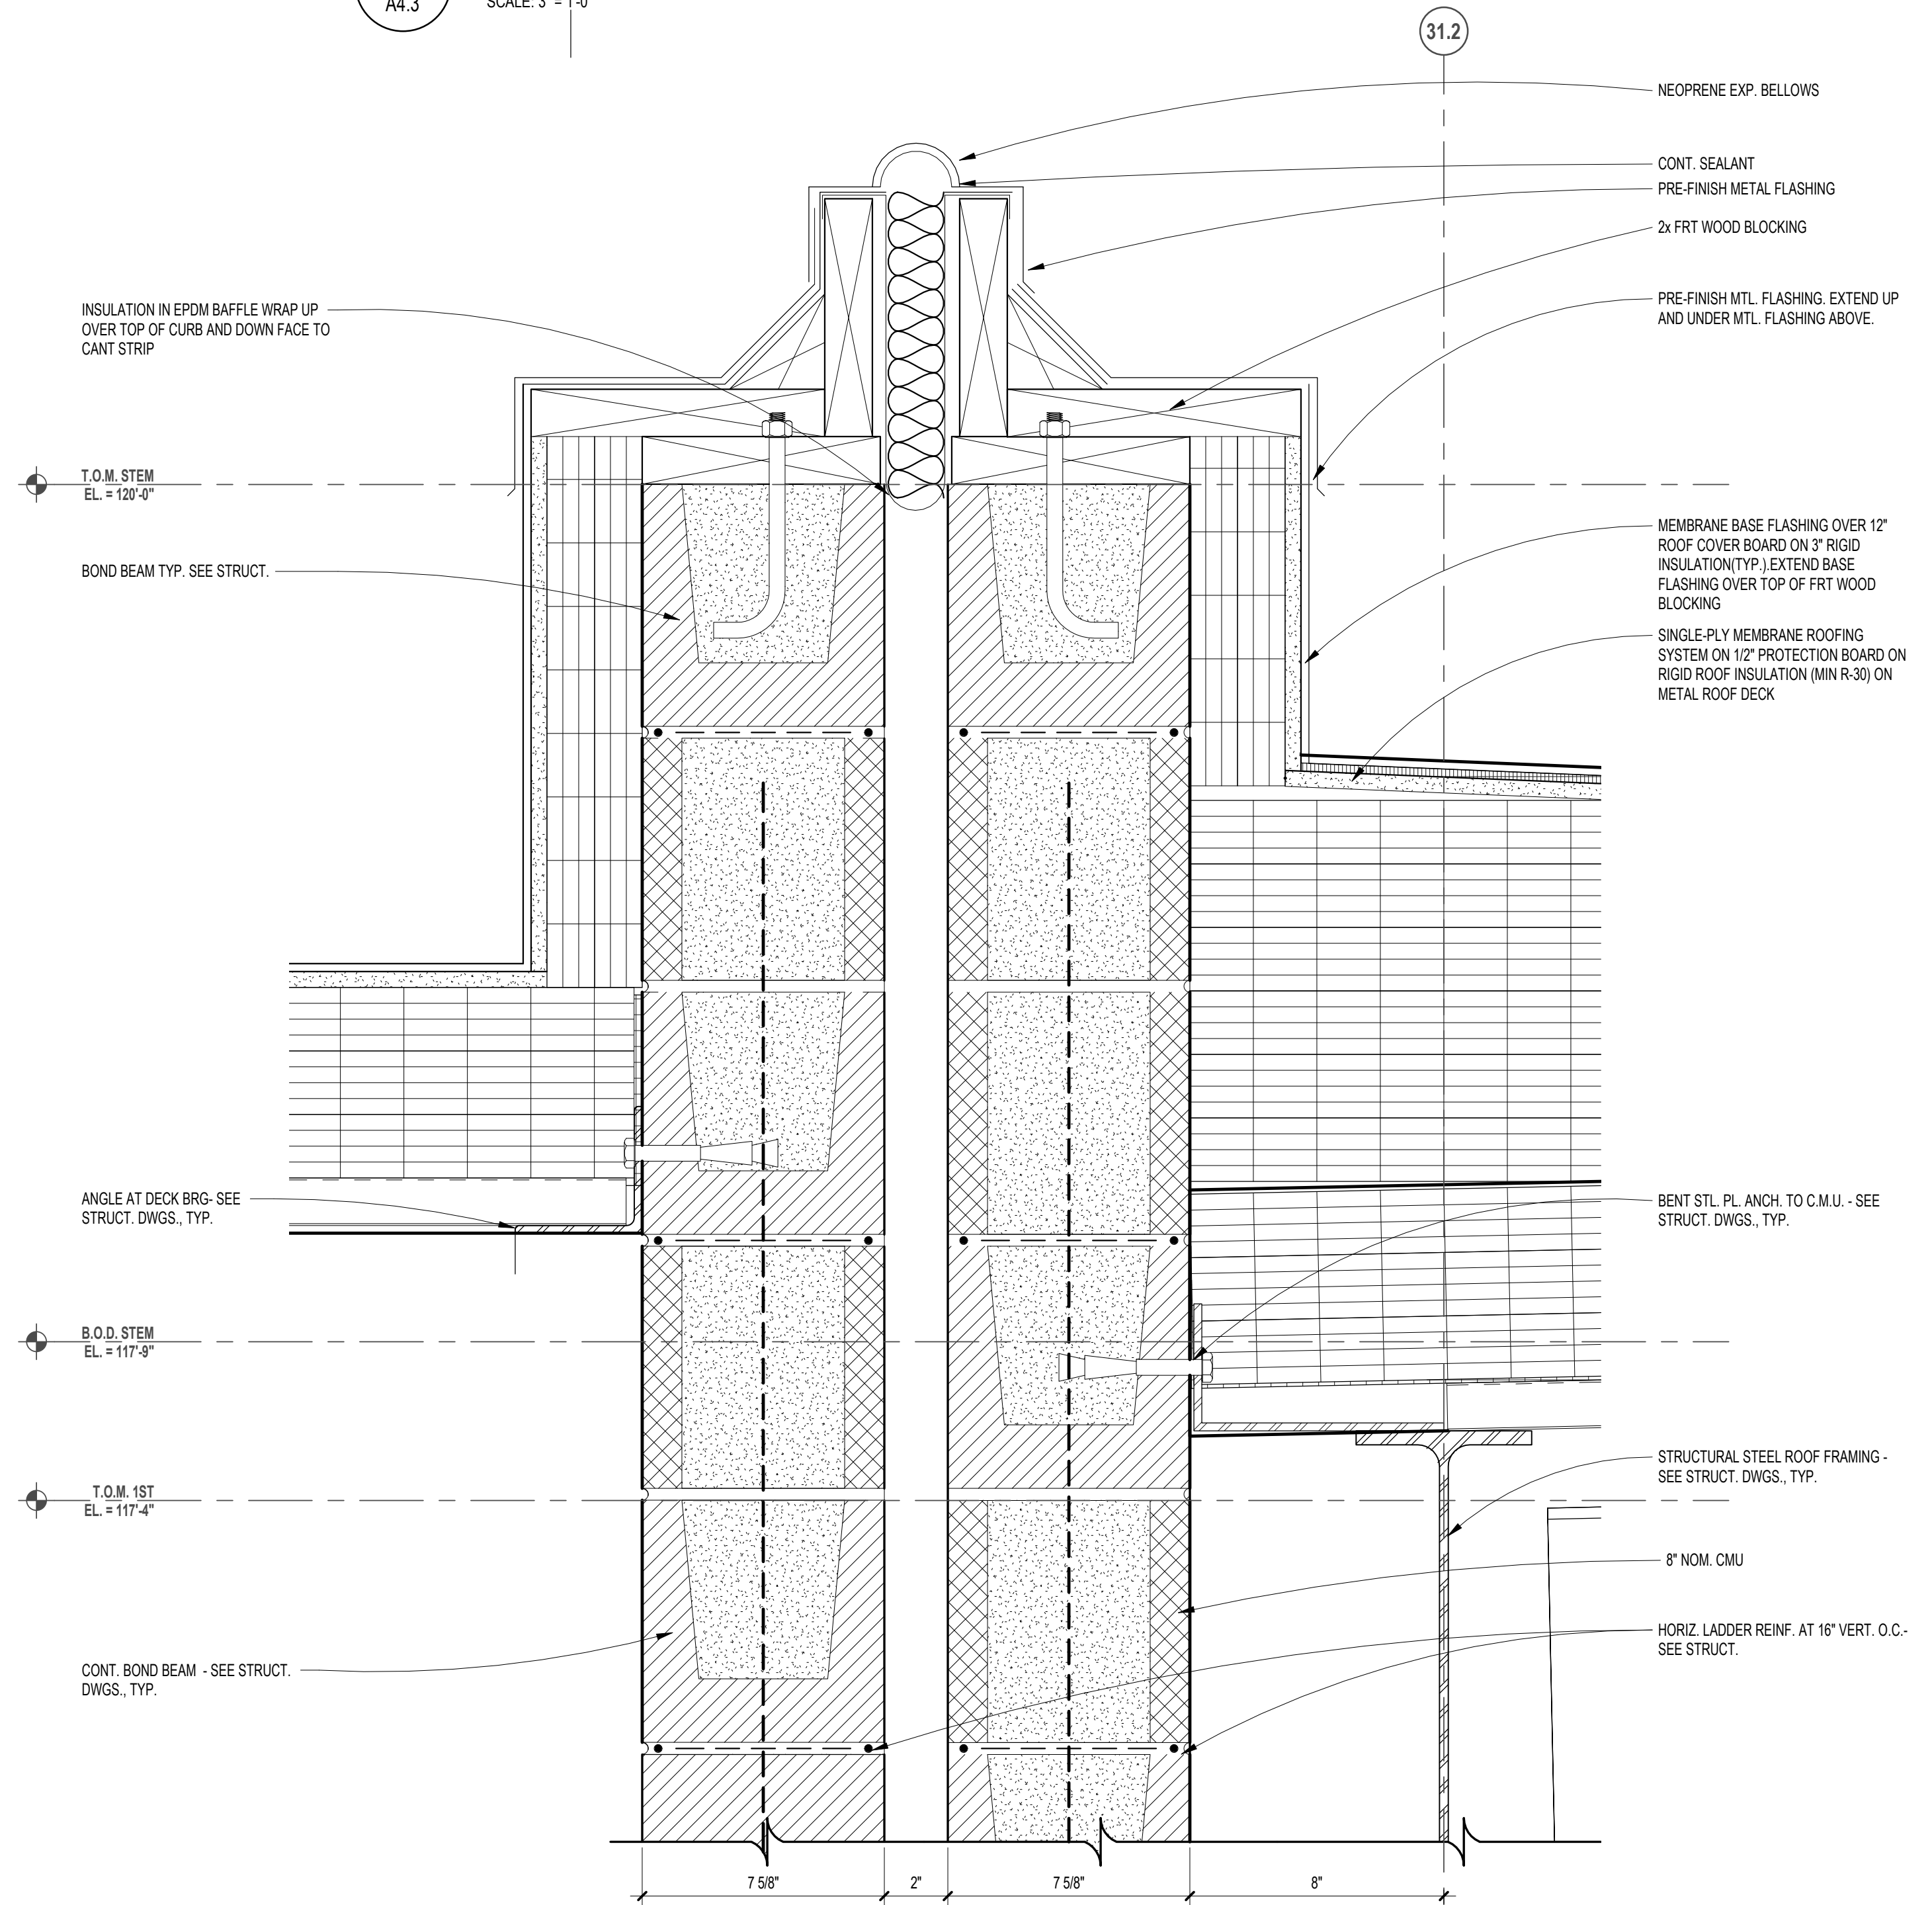 A4.3
SCALE: 3" = 1'-0"
31.2
NEOPRENE EXP. BELLOWS
CONT. SEALANT
PRE-FINISH METAL FLASHING
2x FRT WOOD BLOCKING
PRE-FINISH MTL. FLASHING. EXTEND UP
AND UNDER MTL. FLASHING ABOVE.
INSULATION IN EPDM BAFFLE WRAP UP
OVER TOP OF CURB AND DOWN FACE TO
CANT STRIP
T.O.M. STEM
EL. = 120'-0"
BOND BEAM TYP. SEE STRUCT.
MEMBRANE BASE FLASHING OVER 12"
ROOF COVER BOARD ON 3" RIGID
INSULATION(TYP.).EXTEND BASE
FLASHING OVER TOP OF FRT WOOD
BLOCKING
SINGLE-PLY MEMBRANE ROOFING
SYSTEM ON 1/2" PROTECTION BOARD ON
RIGID ROOF INSULATION (MIN R-30) ON
METAL ROOF DECK
ANGLE AT DECK BRG- SEE
STRUCT. DWGS., TYP.
BENT STL. PL. ANCH. TO C.M.U. - SEE
STRUCT. DWGS., TYP.
B.O.D. STEM
EL. = 117'-9"
T.O.M. 1ST
EL. = 117'-4"
STRUCTURAL STEEL ROOF FRAMING -
SEE STRUCT. DWGS., TYP.
8" NOM. CMU
HORIZ. LADDER REINF. AT 16" VERT. O.C.-
SEE STRUCT.
CONT. BOND BEAM - SEE STRUCT.
DWGS., TYP.
7 5/8"
2"
7 5/8"
8"